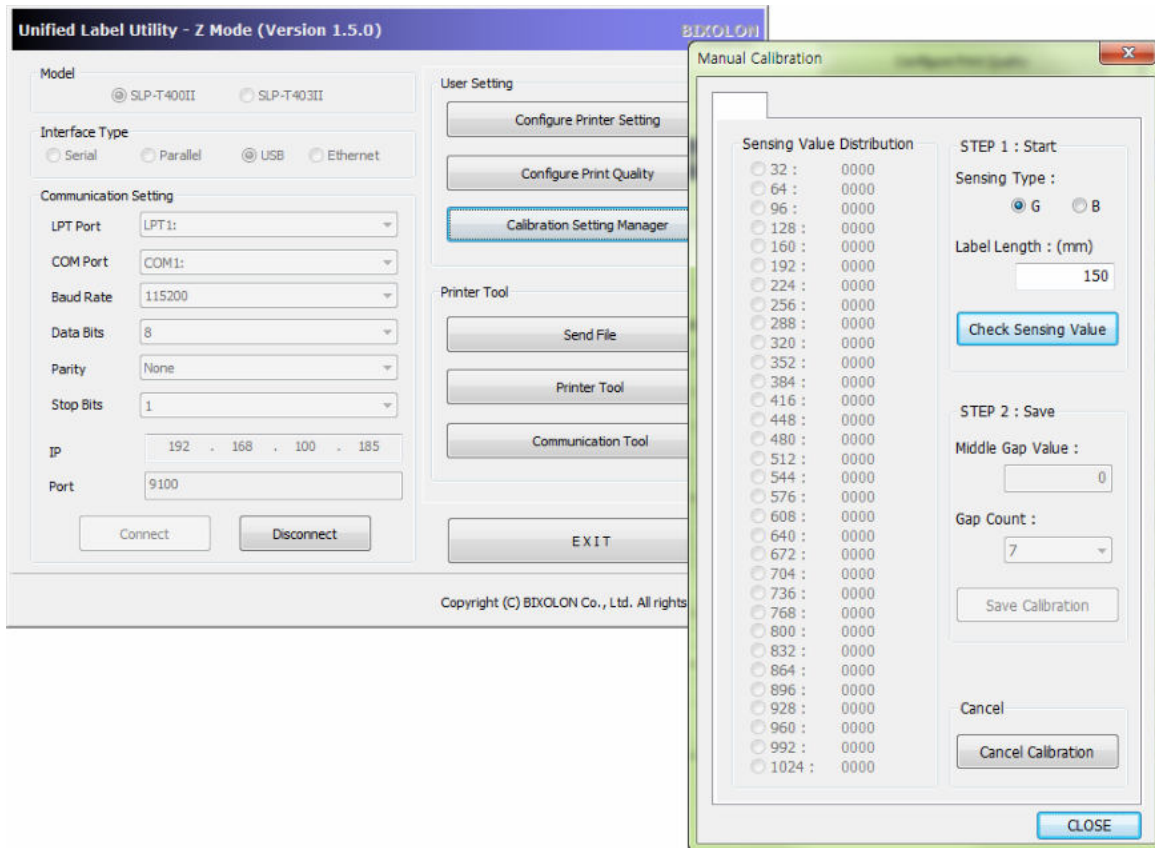 Unified Label Utility - Z Mode (Version 1.5.0)
BIXOLON
Model
SLP-T400II
SLP-T403II
Interface Type
Serial
Parallel
USB
Ethernet
Communication Setting
LPT Port
LPT1:
COM Port
COM1:
Baud Rate
115200
Data Bits
8
Parity
None
Stop Bits
1
IP
192 . 168 . 100 . 185
Port
9100
Connect
Disconnect
User Setting
Configure Printer Setting
Configure Print Quality
Calibration Setting Manager
Printer Tool
Send File
Printer Tool
Communication Tool
EXIT
Copyright (C) BIXOLON Co., Ltd. All rights
Manual Calibration
Sensing Value Distribution
32 : 0000
64 : 0000
96 : 0000
128 : 0000
160 : 0000
192 : 0000
224 : 0000
256 : 0000
288 : 0000
320 : 0000
352 : 0000
384 : 0000
416 : 0000
448 : 0000
480 : 0000
512 : 0000
544 : 0000
576 : 0000
608 : 0000
640 : 0000
672 : 0000
704 : 0000
736 : 0000
768 : 0000
800 : 0000
832 : 0000
864 : 0000
896 : 0000
928 : 0000
960 : 0000
992 : 0000
1024 : 0000
STEP 1 : Start
Sensing Type :
G
B
Label Length : (mm)
150
Check Sensing Value
STEP 2 : Save
Middle Gap Value :
0
Gap Count :
7
Save Calibration
Cancel
Cancel Calibration
CLOSE